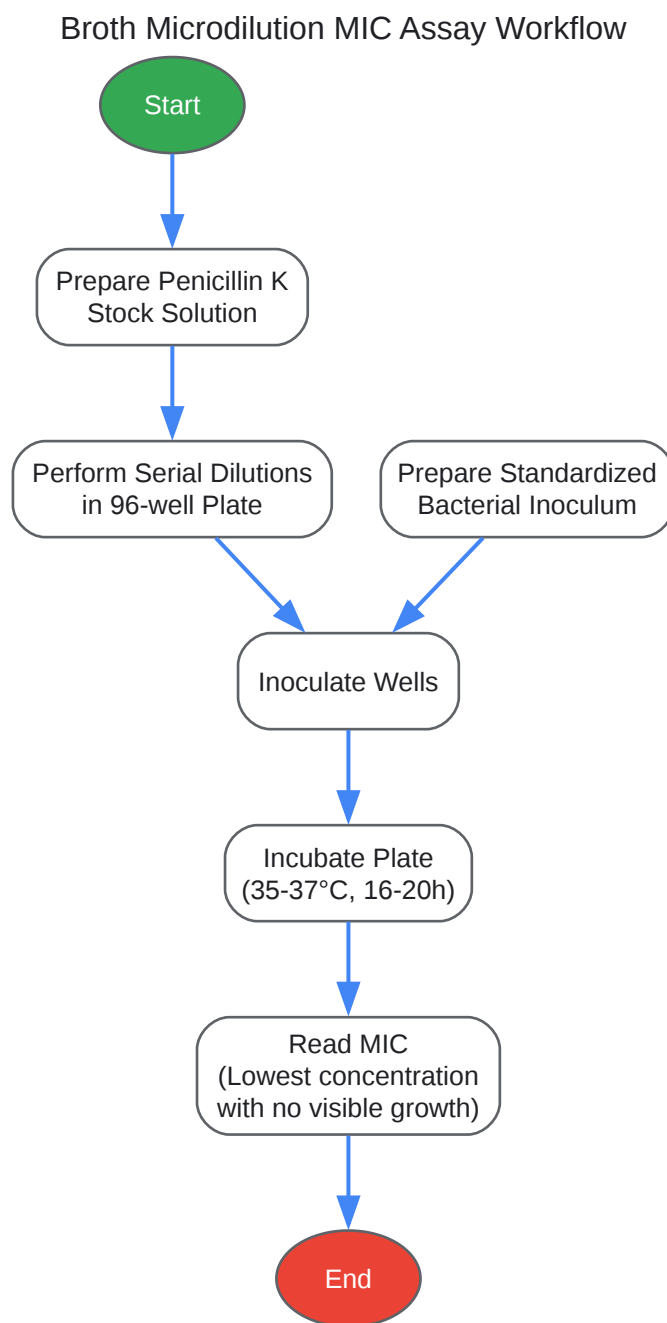 Broth Microdilution MIC Assay Workflow
Start
Prepare Penicillin K
Stock Solution
Perform Serial Dilutions
in 96-well Plate
Prepare Standardized
Bacterial Inoculum
Inoculate Wells
Incubate Plate
(35-37°C, 16-20h)
Read MIC
(Lowest concentration
with no visible growth)
End